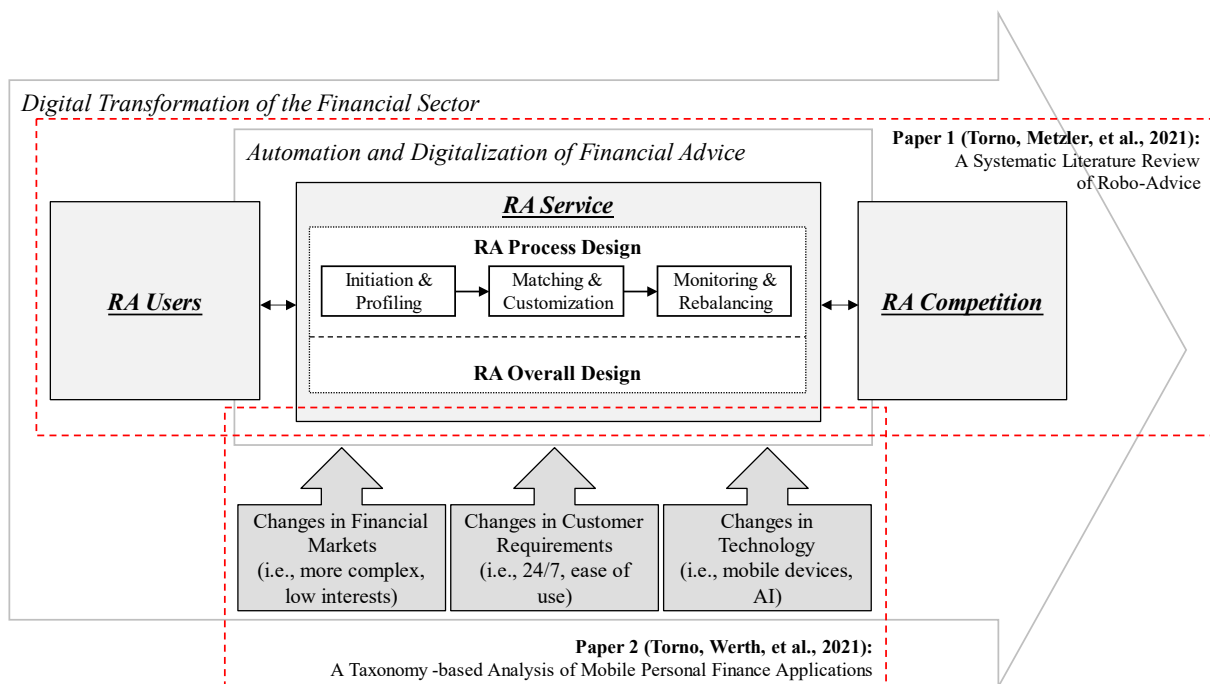 Digital Transformation of the Financial Sector
Paper 1 (Torno, Metzler, et al., 2021):
A Systematic Literature Review
of Robo-Advice
Automation and Digitalization of Financial Advice
RA Service
RA Process Design
Initiation &
Profiling
Matching &
Customization
Monitoring &
Rebalancing
RA Users
RA Competition
RA Overall Design
Changes in Financial
Markets
(i.e., more complex,
low interests)
Changes in Customer
Requirements
(i.e., 24/7, ease of
use)
Changes in
Technology
(i.e., mobile devices,
AI)
Paper 2 (Torno, Werth, et al., 2021):
A Taxonomy -based Analysis of Mobile Personal Finance Applications